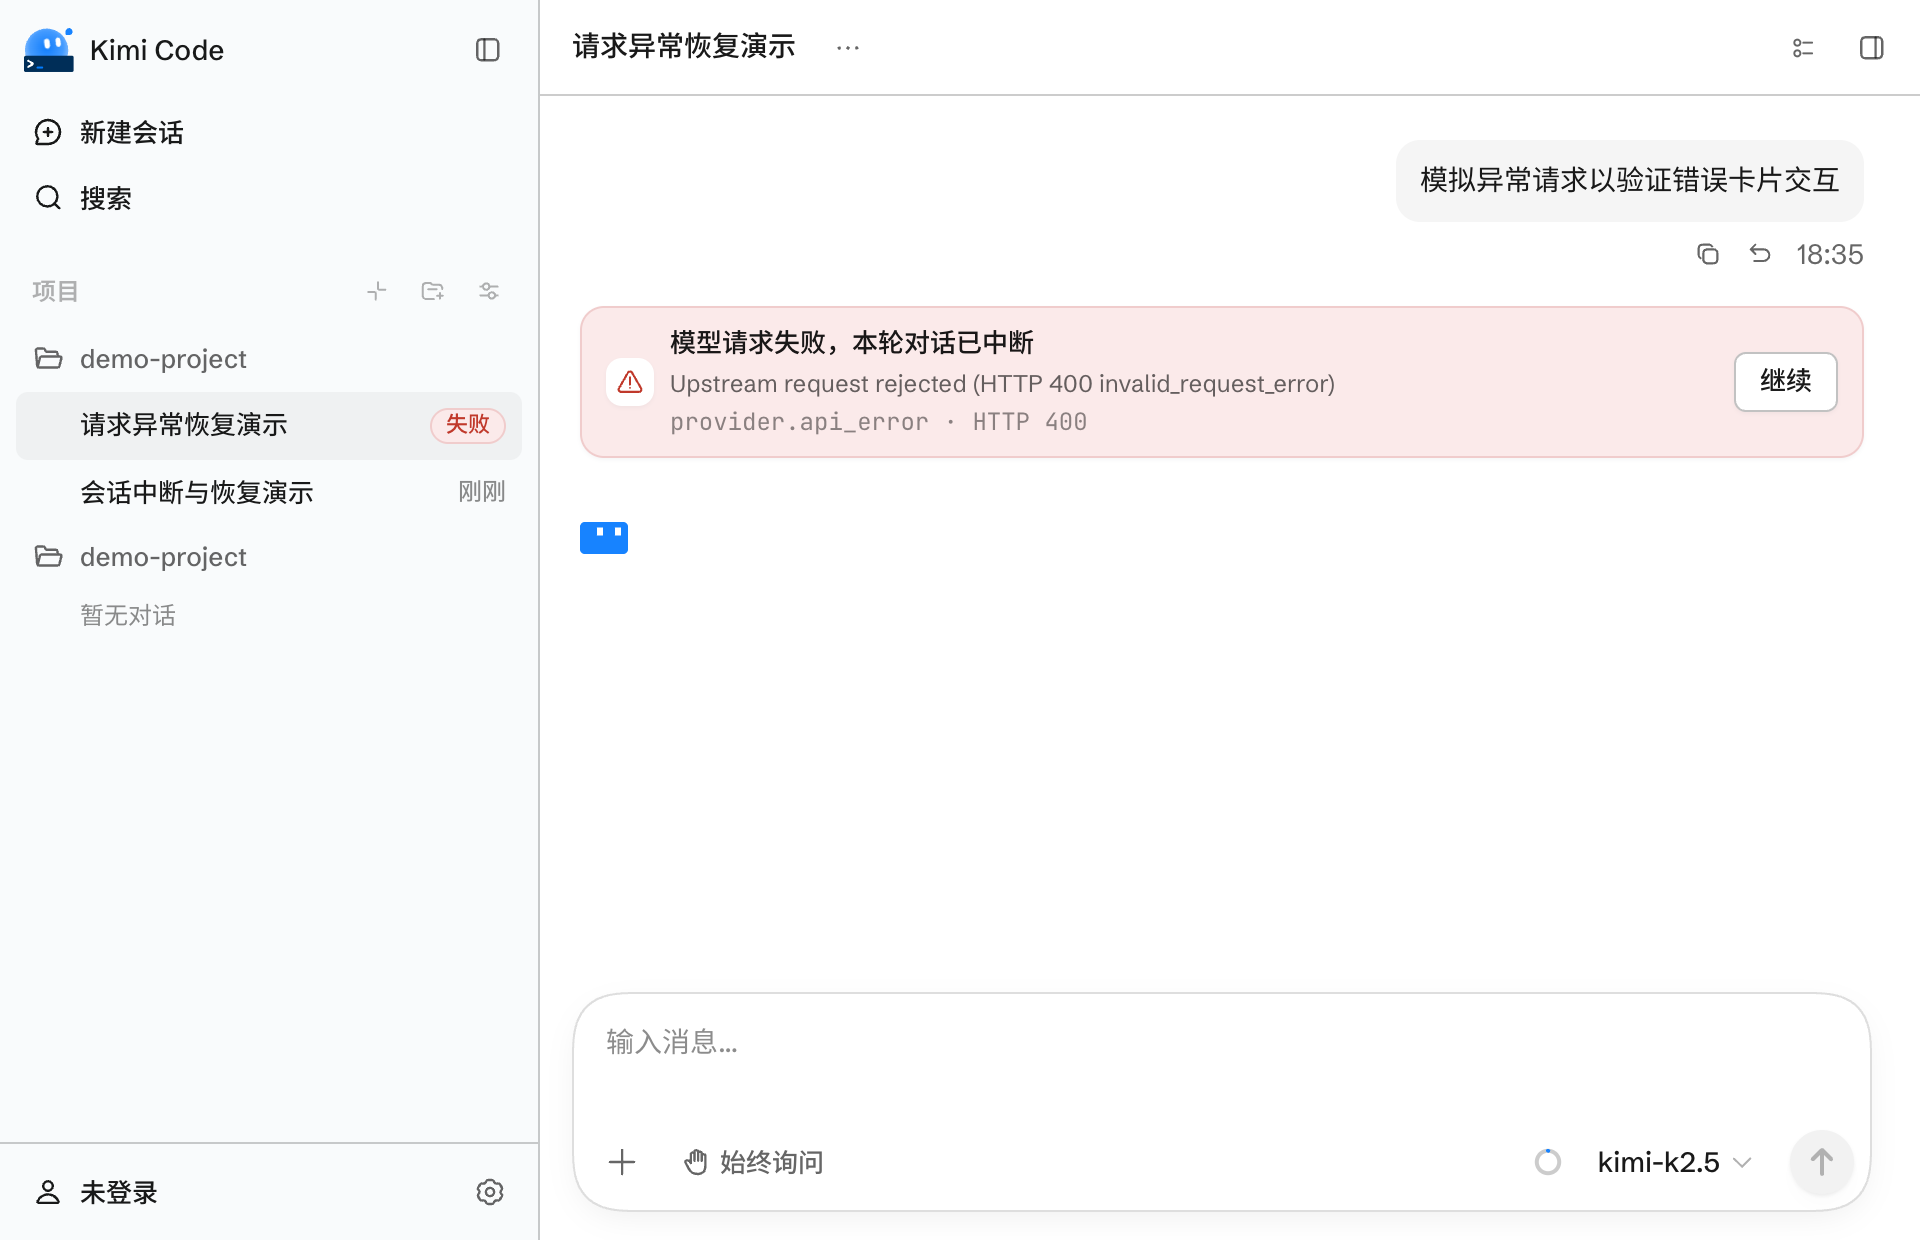 Kimi Code
新建会话
搜索
项目
demo-project
请求异常恢复演示
失败
会话中断与恢复演示
刚刚
demo-project
暂无对话
未登录
请求异常恢复演示
模拟异常请求以验证错误卡片交互
18:35
模型请求失败，本轮对话已中断
Upstream request rejected (HTTP 400 invalid_request_error)
provider.api_error · HTTP 400
继续
输入消息...
始终询问
kimi-k2.5